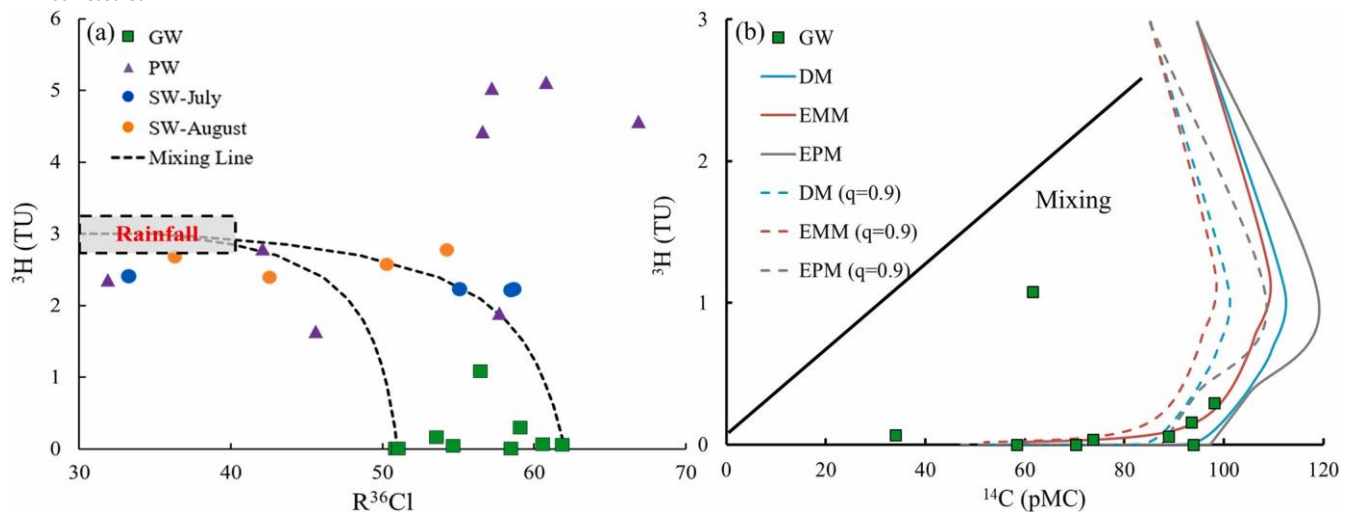 (a)
GW
PW
SW-July
SW-August
Mixing Line
Rainfall
6
5
4
3
2
1
0
³H (TU)
30
40
50
60
70
R³⁶Cl
(b)
GW
DM
EMM
EPM
DM (q=0.9)
EMM (q=0.9)
EPM (q=0.9)
Mixing
3
2
1
0
³H (TU)
0
20
40
60
80
100
120
¹⁴C (pMC)